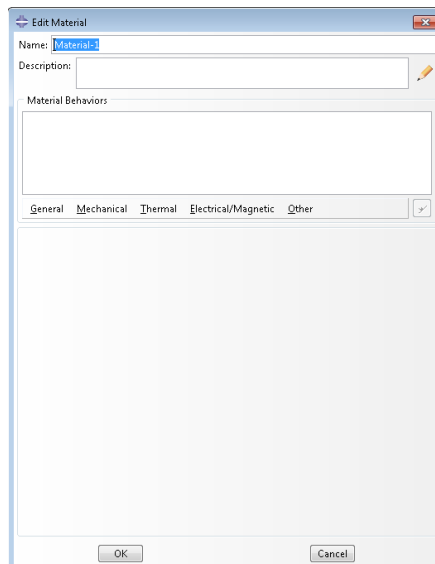 Edit Material
Name: Material-1
Description:
Material Behaviors
General Mechanical Thermal Electrical/Magnetic Other
OK Cancel